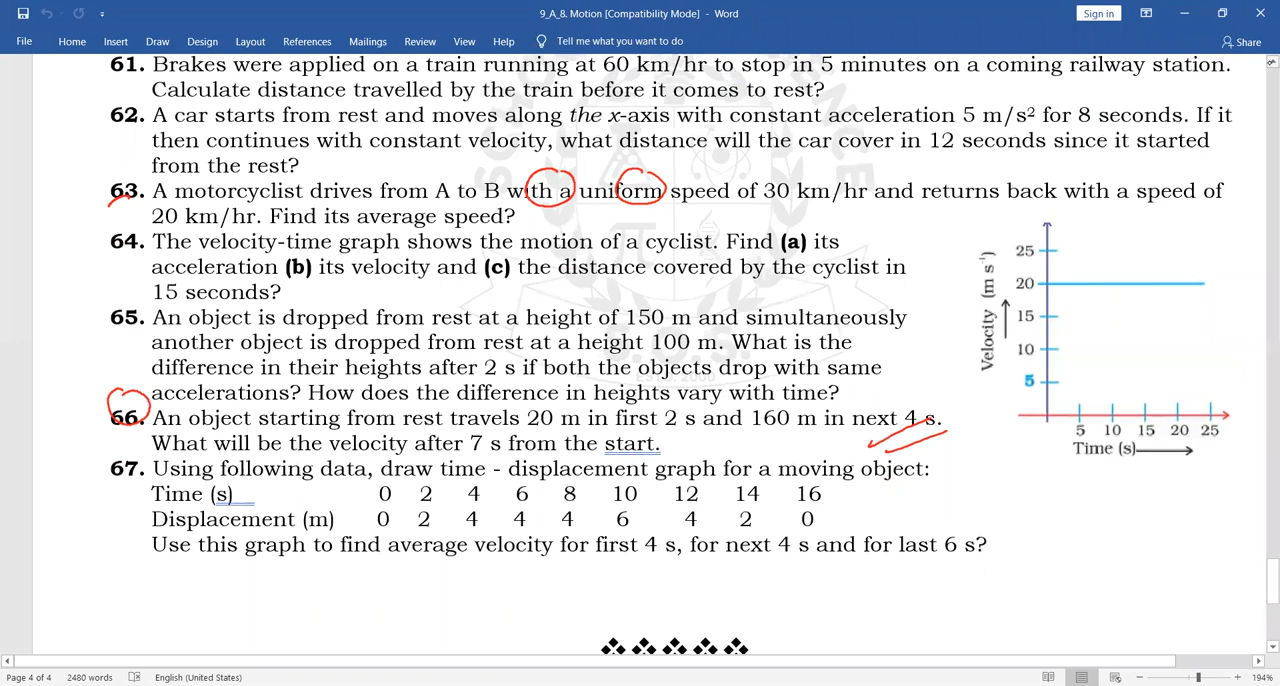 9_A_8. Motion [Compatibility Mode] - Word
Sign in
File Home Insert Draw Design Layout References Mailings Review View Help Tell me what you want to do Share
61. Brakes were applied on a train running at 60 km/hr to stop in 5 minutes on a coming railway station.
Calculate distance travelled by the train before it comes to rest?
62. A car starts from rest and moves along the x-axis with constant acceleration 5 m/s² for 8 seconds. If it
then continues with constant velocity, what distance will the car cover in 12 seconds since it started
from the rest?
63. A motorcyclist drives from A to B with a uniform speed of 30 km/hr and returns back with a speed of
20 km/hr. Find its average speed?
64. The velocity-time graph shows the motion of a cyclist. Find (a) its
acceleration (b) its velocity and (c) the distance covered by the cyclist in
15 seconds?
65. An object is dropped from rest at a height of 150 m and simultaneously
another object is dropped from rest at a height 100 m. What is the
difference in their heights after 2 s if both the objects drop with same
accelerations? How does the difference in heights vary with time?
66. An object starting from rest travels 20 m in first 2 s and 160 m in next 4 s.
What will be the velocity after 7 s from the start.
67. Using following data, draw time - displacement graph for a moving object:
Time (s) 0 2 4 6 8 10 12 14 16
Displacement (m) 0 2 4 4 4 6 4 2 0
Use this graph to find average velocity for first 4 s, for next 4 s and for last 6 s?
Velocity (m s⁻¹)
25
20
15
10
5
5 10 15 20 25
Time (s)
Page 4 of 4 2480 words English (United States) 194%